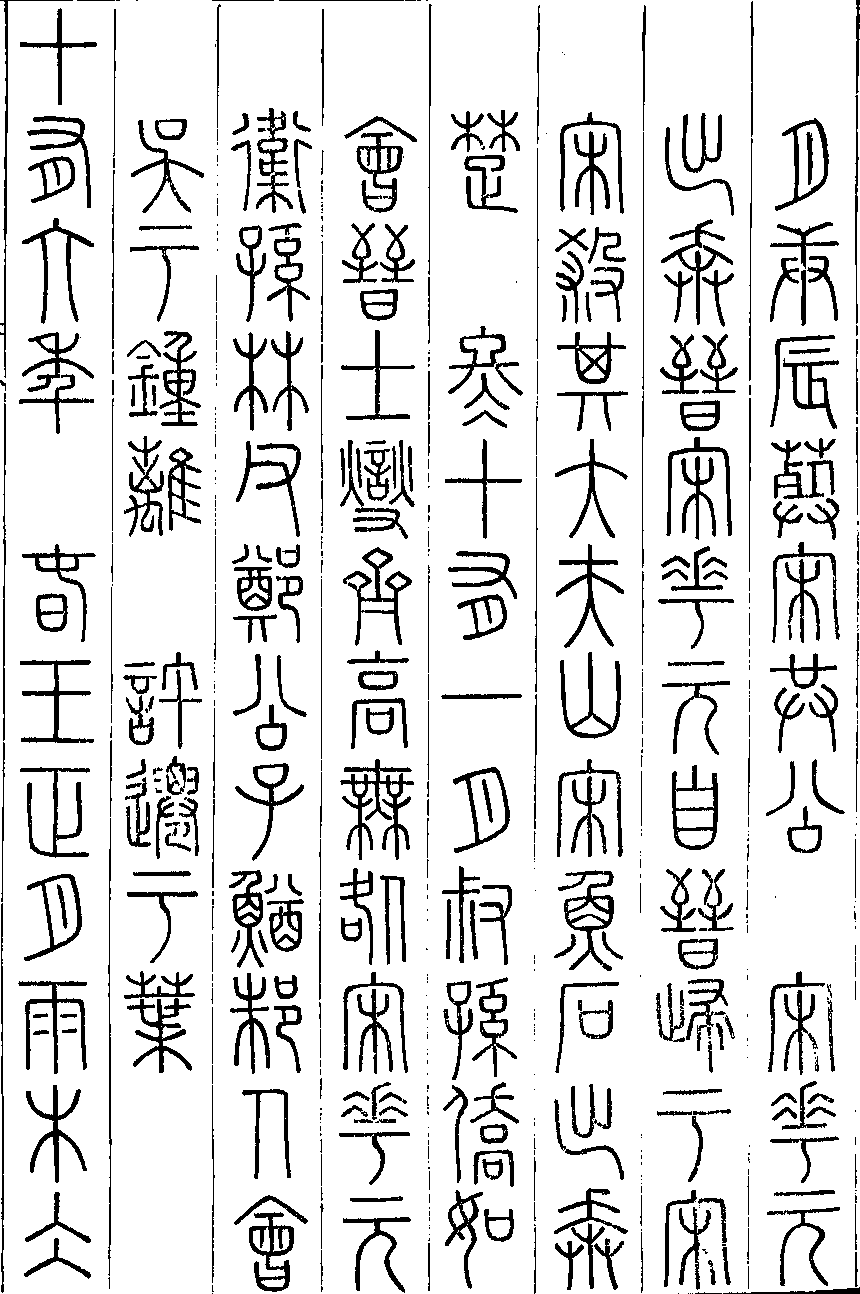 月庚辰葬宋共公　宋華元
出奔晉宋華元自晉歸于宋
宋殺其大夫山宋魚石出奔
楚　冬十有一月叔孫僑如
會晉士燮齊高無咎宋華元
衛孫林父鄭公子鰌邾人會
吳于鍾離　許遷于葉
十有六年　春王正月雨木冰